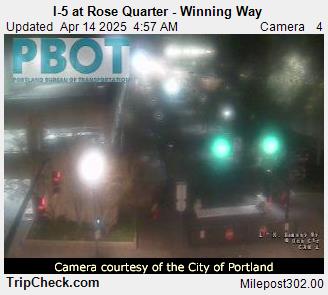 I-5 at Rose Quarter - Winning Way
Updated Apr 14 2025 4:57 AM Camera 4
PBOT
PORTLAND BUREAU OF TRANSPORTATION
Camera courtesy of the City of Portland
TripCheck.com Milepost302.00